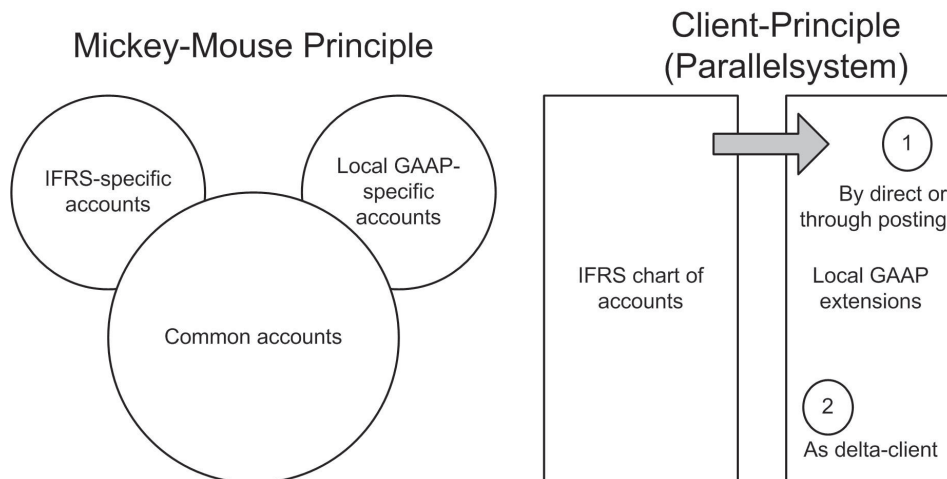 Mickey-Mouse Principle
IFRS-specific
accounts
Local GAAP-
specific
accounts
Common accounts
Client-Principle
(Parallelsystem)
IFRS chart of
accounts
1
By direct or
through posting
Local GAAP
extensions
2
As delta-client